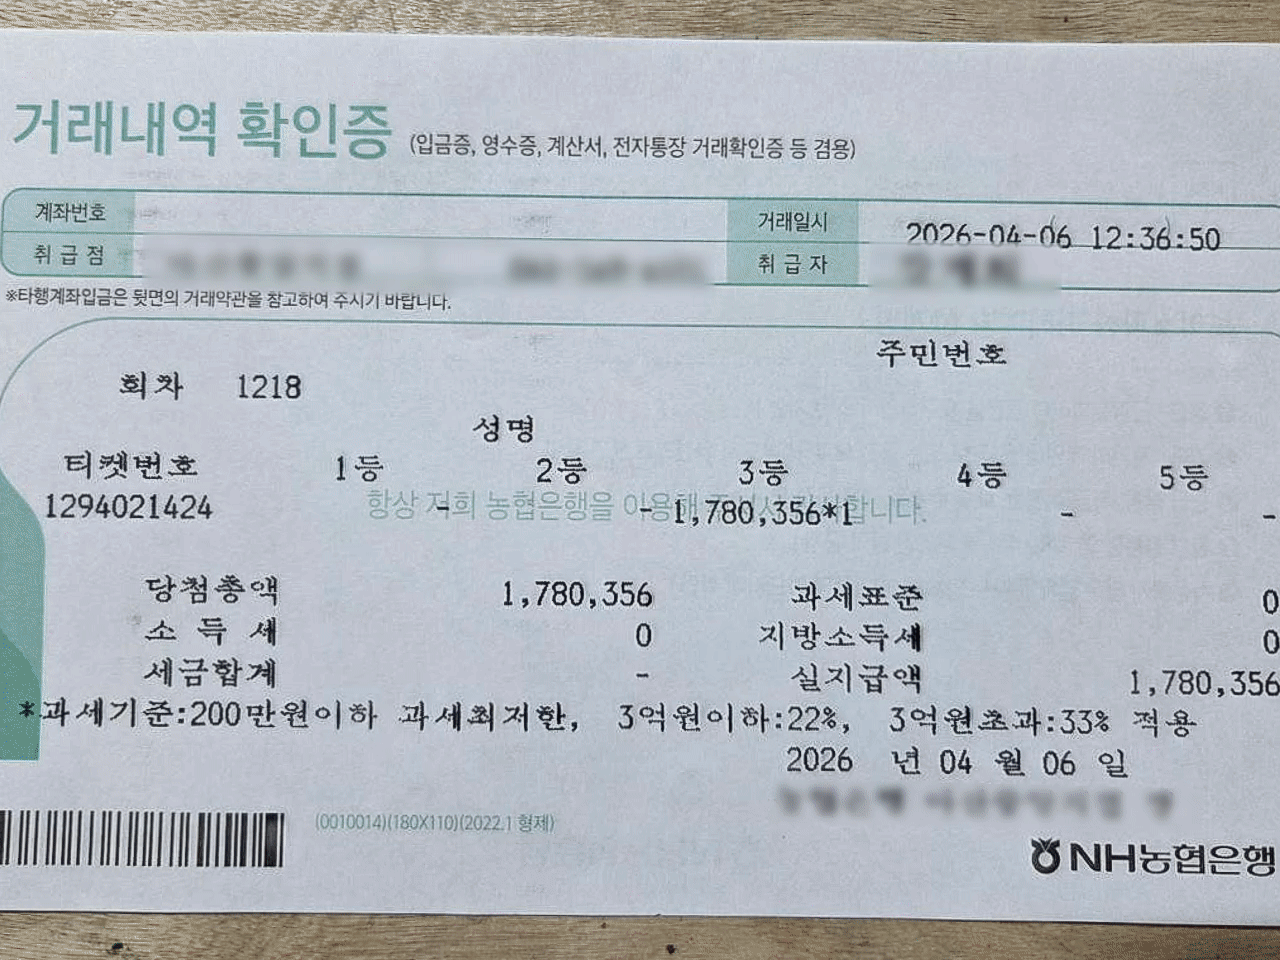 거래내역 확인증 (입금증, 영수증, 계산서, 전자통장 거래확인증 등 겸용)
계좌번호 거래일시 2026-04-06 12:36:50
취 급 점 취 급 자
※타행계좌입금은 뒷면의 거래약관을 참고하여 주시기 바랍니다.
주민번호
회차 1218
성명
티켓번호 1등 2등 3등 4등 5등
항상 저희 농협은행을 이용해 주셔서 감사합니다.
1294021424 - - 1,780,356*1 - -
당첨총액 1,780,356 과세표준 0
소 득 세 0 지방소득세 0
세금합계 - 실지급액 1,780,356
*과세기준:200만원이하 과세최저한, 3억원이하:22%, 3억원초과:33% 적용
2026 년 04 월 06 일
(0010014)(180X110)(2022.1 형제)
NH농협은행